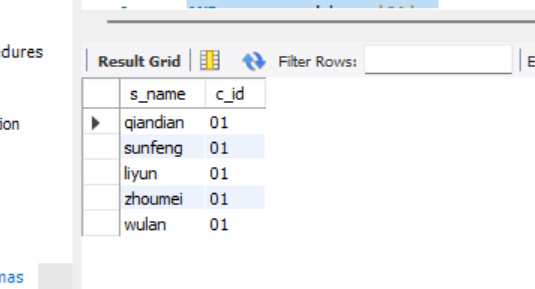 edures
Result Grid Filter Rows: E
s_name c_id
qiandian 01
ion
sunfeng 01
liyun 01
zhoumei 01
wulan 01
mas